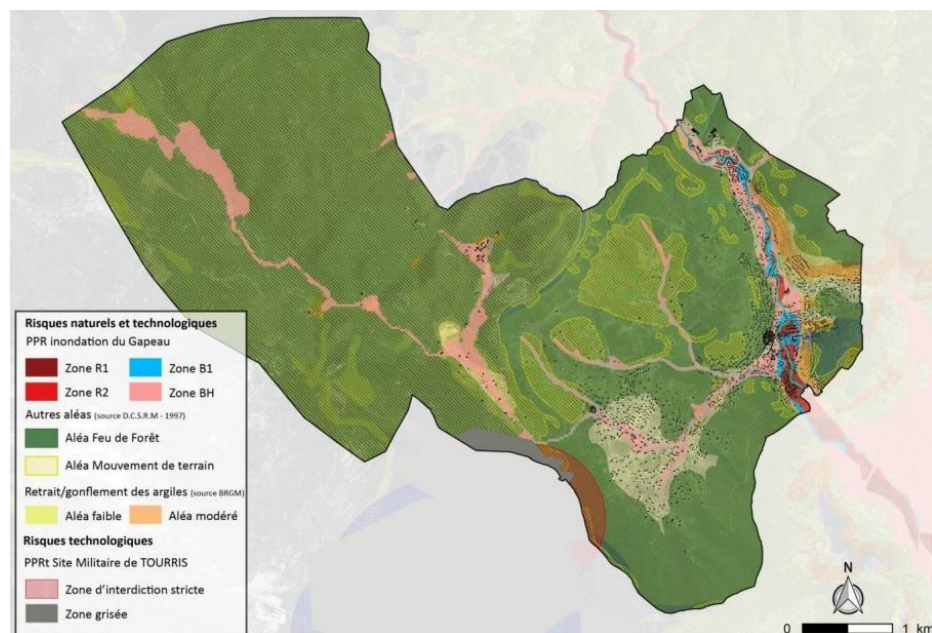 Risques naturels et technologiques
PPR inondation du Gapeau
Zone R1 Zone B1
Zone R2 Zone BH
Autres aléas (source D.C.S.R.M - 1997)
Aléa Feu de Forêt
Aléa Mouvement de terrain
Retrait/gonflement des argiles (source BRGM)
Aléa faible Aléa modéré
Risques technologiques
PPRt Site Militaire de TOURRIS
Zone d'interdiction stricte
Zone grisée
N
0 1 km